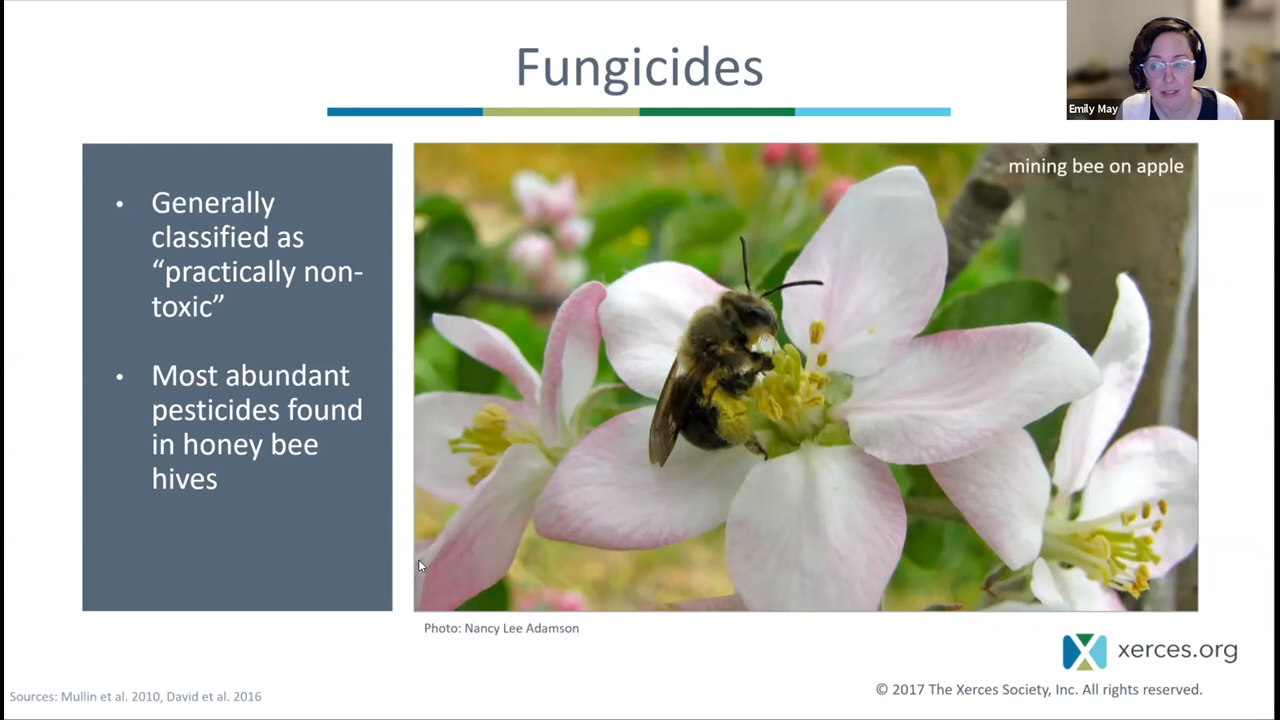 Fungicides
Emily May
• Generally
classified as
“practically non-
toxic”
• Most abundant
pesticides found
in honey bee
hives
mining bee on apple
Photo: Nancy Lee Adamson
xerces.org
Sources: Mullin et al. 2010, David et al. 2016
© 2017 The Xerces Society, Inc. All rights reserved.